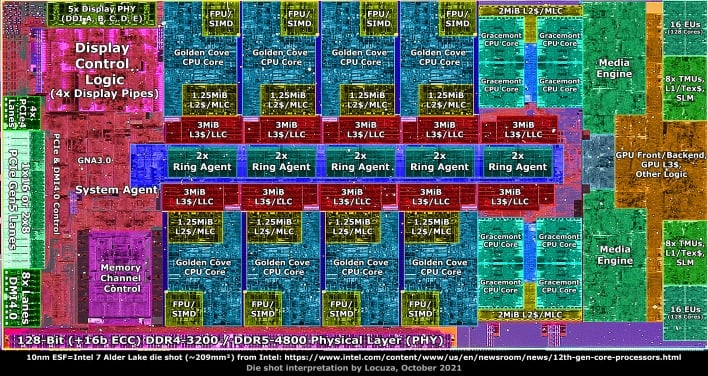 5x Display PHY
(DDI A, B, C, D, E)
Display
Control
Logic
(4x Display Pipes)
4x
PCIe4
Lanes
1x16 or 2x8
PCIe Gen5 Lanes
8x Lanes
DMI4.0
PCIe & DMI4.0 Control
GNA3.0
System Agent
Memory
Channel
Control
FPU/
SIMD
FPU/
SIMD
FPU/
SIMD
FPU/
SIMD
Golden Cove
CPU Core
Golden Cove
CPU Core
Golden Cove
CPU Core
Golden Cove
CPU Core
1.25MiB
L2$/MLC
1.25MiB
L2$/MLC
1.25MiB
L2$/MLC
1.25MiB
L2$/MLC
3MiB
L3$/LLC
3MiB
L3$/LLC
3MiB
L3$/LLC
3MiB
L3$/LLC
3MiB
L3$/LLC
2x
Ring Agent
2x
Ring Agent
2x
Ring Agent
2x
Ring Agent
2x
Ring Agent
3MiB
L3$/LLC
3MiB
L3$/LLC
3MiB
L3$/LLC
3MiB
L3$/LLC
3MiB
L3$/LLC
1.25MiB
L2$/MLC
1.25MiB
L2$/MLC
1.25MiB
L2$/MLC
1.25MiB
L2$/MLC
Golden Cove
CPU Core
Golden Cove
CPU Core
Golden Cove
CPU Core
Golden Cove
CPU Core
FPU/
SIMD
FPU/
SIMD
FPU/
SIMD
FPU/
SIMD
2MiB L2$/MLC
Gracemont
CPU Core
Gracemont
CPU Core
Gracemont
CPU Core
Gracemont
CPU Core
Gracemont
CPU Core
Gracemont
CPU Core
Gracemont
CPU Core
Gracemont
CPU Core
2MiB L2$/MLC
Media
Engine
Media
Engine
16 EUs
(128 Cores)
8x TMUs,
L1/Tex$,
SLM
GPU Front/Backend,
GPU L3$,
Other Logic
8x TMUs,
L1/Tex$,
SLM
16 EUs
(128 Cores)
128-Bit (+16b ECC) DDR4-3200 / DDR5-4800 Physical Layer (PHY)
10nm ESF=Intel 7 Alder Lake die shot (~209mm²) from Intel: https://www.intel.com/content/www/us/en/newsroom/news/12th-gen-core-processors.html
Die shot interpretation by Locuza, October 2021